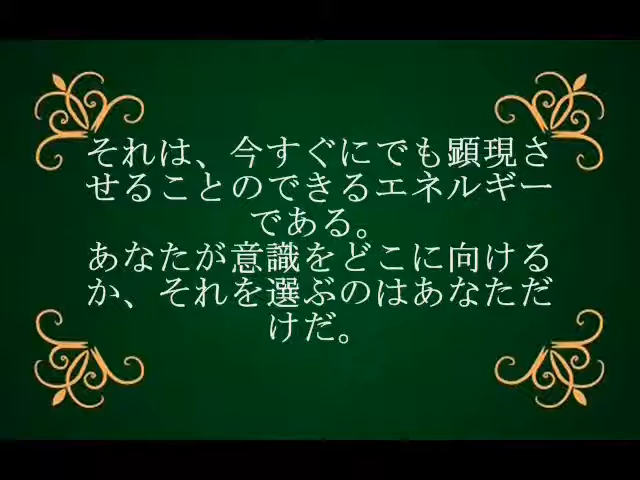 それは、今すぐにでも顕現さ
せることのできるエネルギー
である。
あなたが意識をどこに向ける
か、それを選ぶのはあなただ
けだ。